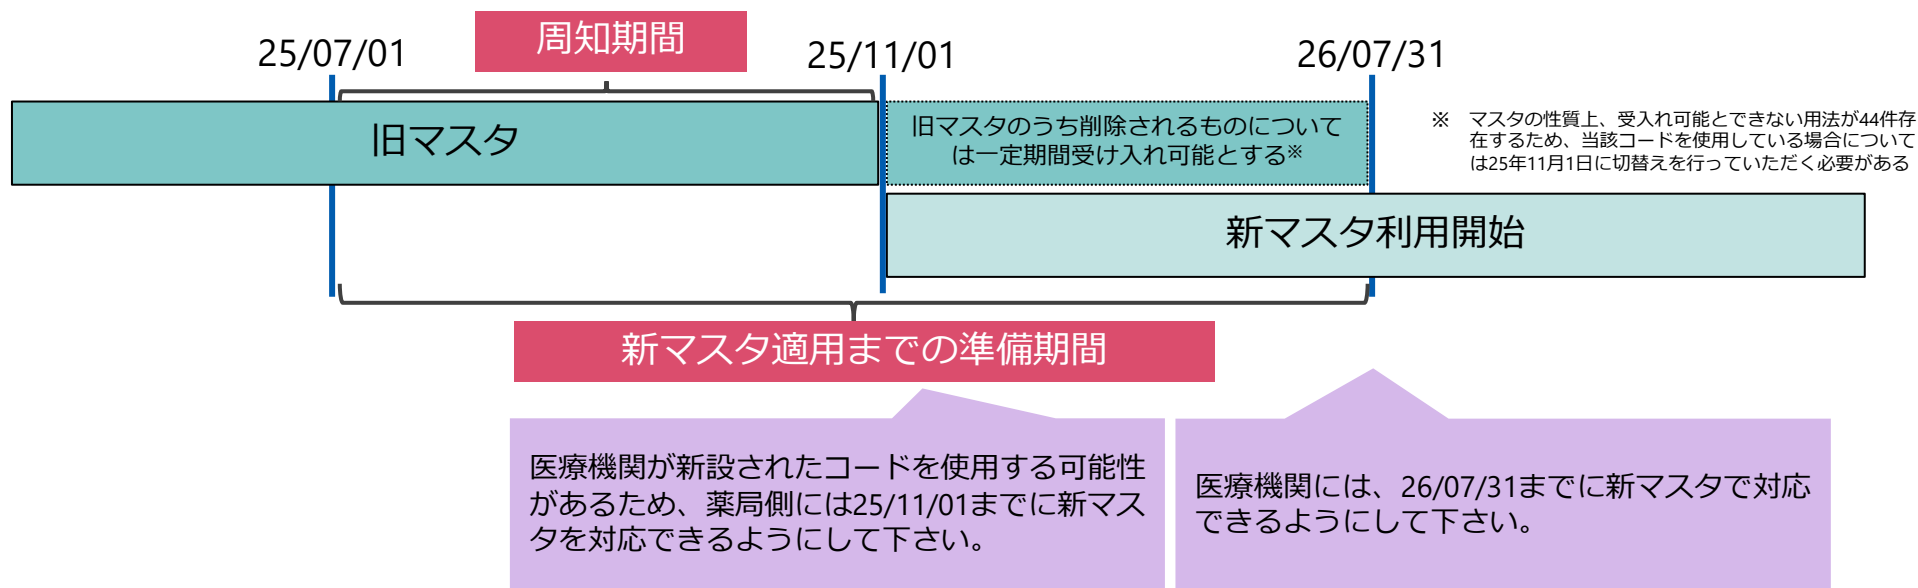 周知期間
25/07/01
25/11/01
26/07/31
旧マスタ
旧マスタのうち削除されるものについて
は一定期間受け入れ可能とする※
※ マスタの性質上、受入れ可能とできない用法が44件存
在するため、当該コードを使用している場合について
は25年11月1日に切替えを行っていただく必要がある
新マスタ利用開始
新マスタ適用までの準備期間
医療機関が新設されたコードを使用する可能性
があるため、薬局側には25/11/01までに新マス
タを対応できるようにして下さい。
医療機関には、26/07/31までに新マスタで対応
できるようにして下さい。